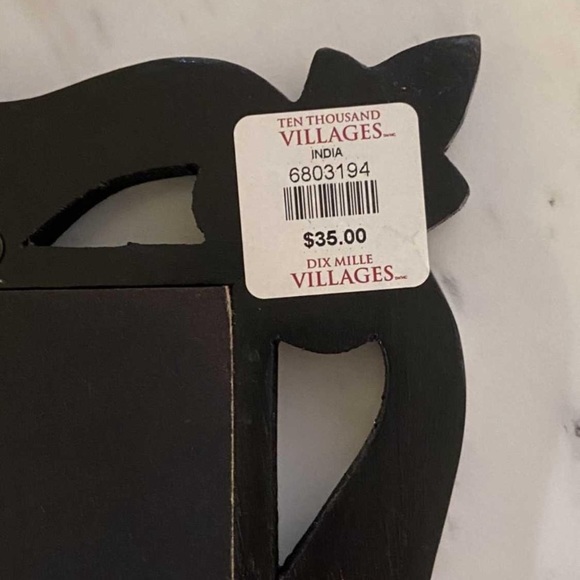 TEN THOUSAND
VILLAGES
INDIA
6803194
$35.00
DIX MILLE
VILLAGES